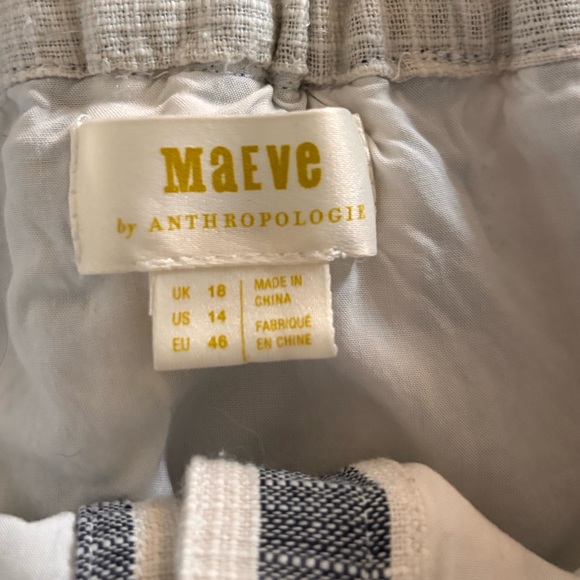 MaEve
by ANTHROPOLOGIE
UK 18
US 14
EU 46
MADE IN
CHINA
FABRIQUÉ
EN CHINE